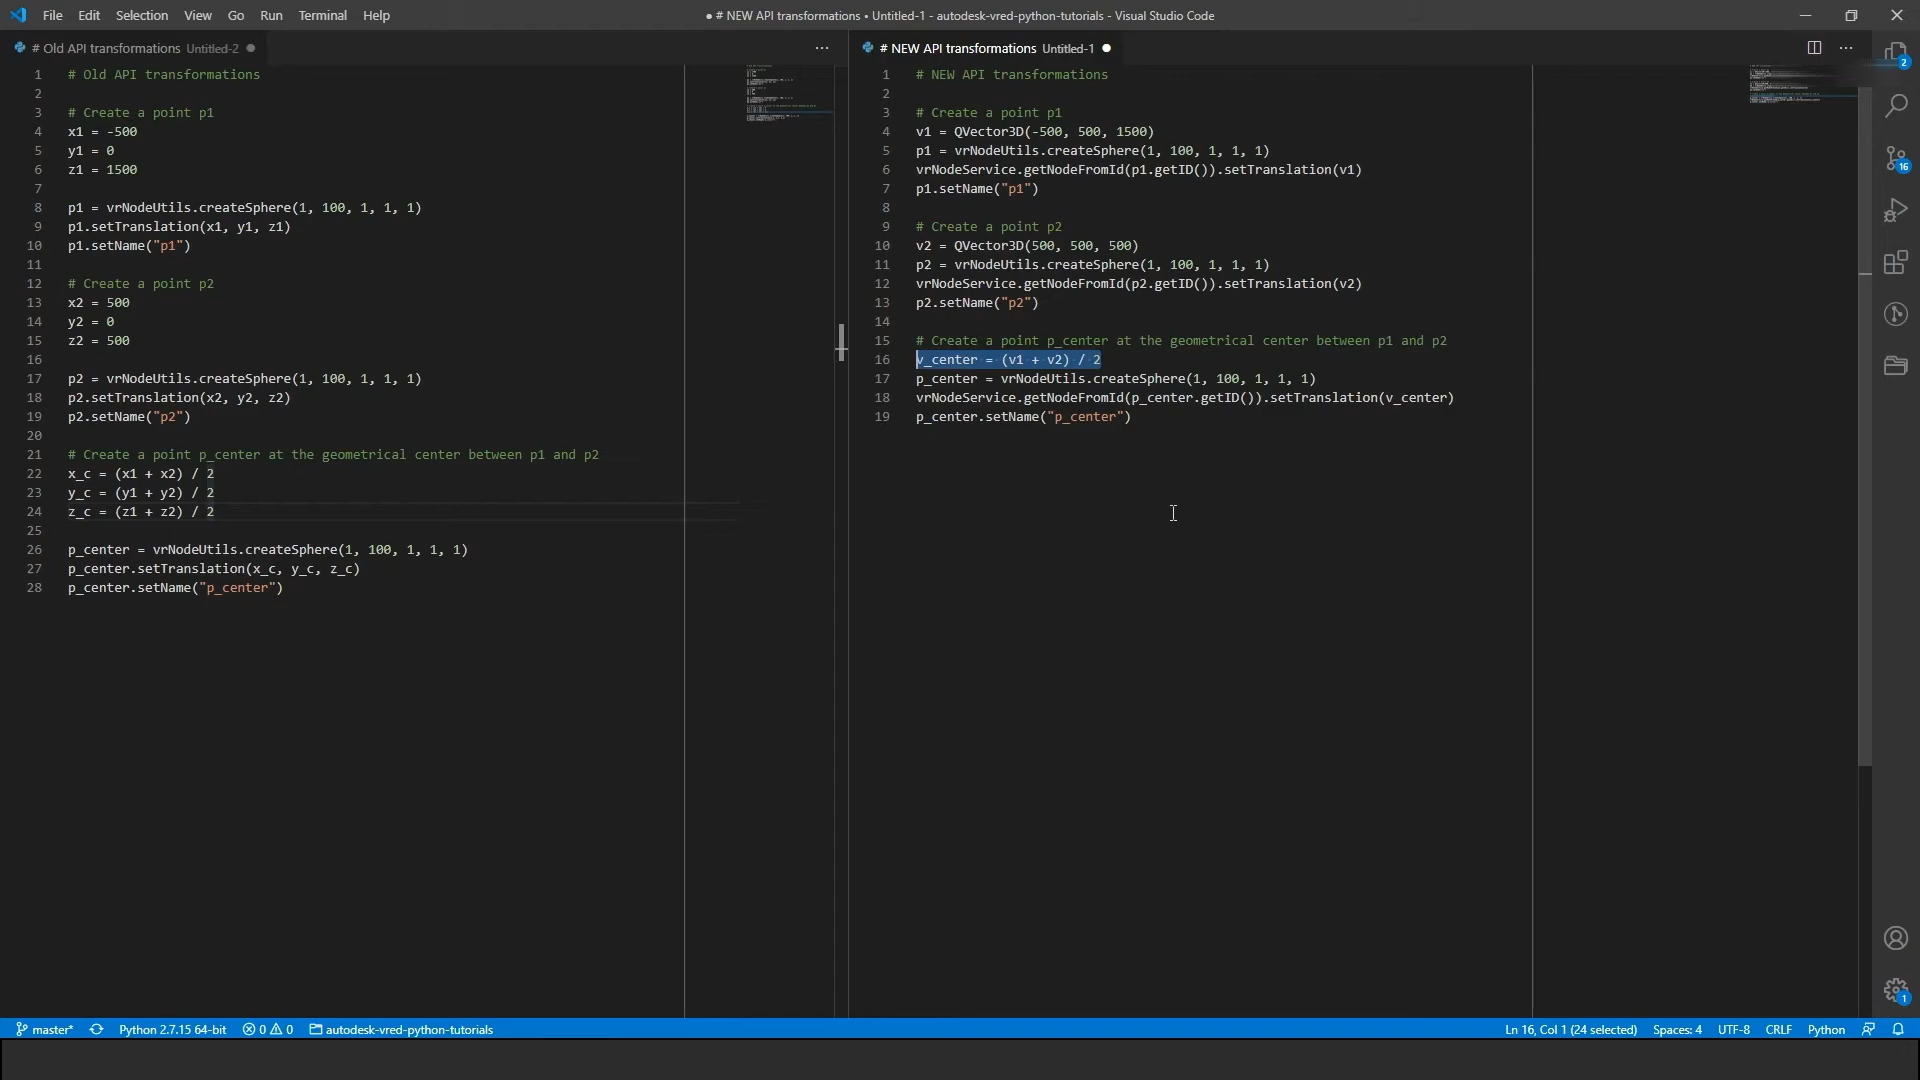 File Edit Selection View Go Run Terminal Help
● # NEW API transformations • Untitled-1 - autodesk-vred-python-tutorials - Visual Studio Code
# Old API transformations Untitled-2
1 # Old API transformations
2
3 # Create a point p1
4 x1 = -500
5 y1 = 0
6 z1 = 1500
7
8 p1 = vrNodeUtils.createSphere(1, 100, 1, 1, 1)
9 p1.setTranslation(x1, y1, z1)
10 p1.setName("p1")
11
12 # Create a point p2
13 x2 = 500
14 y2 = 0
15 z2 = 500
16
17 p2 = vrNodeUtils.createSphere(1, 100, 1, 1, 1)
18 p2.setTranslation(x2, y2, z2)
19 p2.setName("p2")
20
21 # Create a point p_center at the geometrical center between p1 and p2
22 x_c = (x1 + x2) / 2
23 y_c = (y1 + y2) / 2
24 z_c = (z1 + z2) / 2
25
26 p_center = vrNodeUtils.createSphere(1, 100, 1, 1, 1)
27 p_center.setTranslation(x_c, y_c, z_c)
28 p_center.setName("p_center")
# NEW API transformations Untitled-1
1 # NEW API transformations
2
3 # Create a point p1
4 v1 = QVector3D(-500, 500, 1500)
5 p1 = vrNodeUtils.createSphere(1, 100, 1, 1, 1)
6 vrNodeService.getNodeFromId(p1.getID()).setTranslation(v1)
7 p1.setName("p1")
8
9 # Create a point p2
10 v2 = QVector3D(500, 500, 500)
11 p2 = vrNodeUtils.createSphere(1, 100, 1, 1, 1)
12 vrNodeService.getNodeFromId(p2.getID()).setTranslation(v2)
13 p2.setName("p2")
14
15 # Create a point p_center at the geometrical center between p1 and p2
16 v_center = (v1 + v2) / 2
17 p_center = vrNodeUtils.createSphere(1, 100, 1, 1, 1)
18 vrNodeService.getNodeFromId(p_center.getID()).setTranslation(v_center)
19 p_center.setName("p_center")
2
16
1
master* Python 2.7.15 64-bit 0 0 autodesk-vred-python-tutorials
Ln 16, Col 1 (24 selected) Spaces: 4 UTF-8 CRLF Python